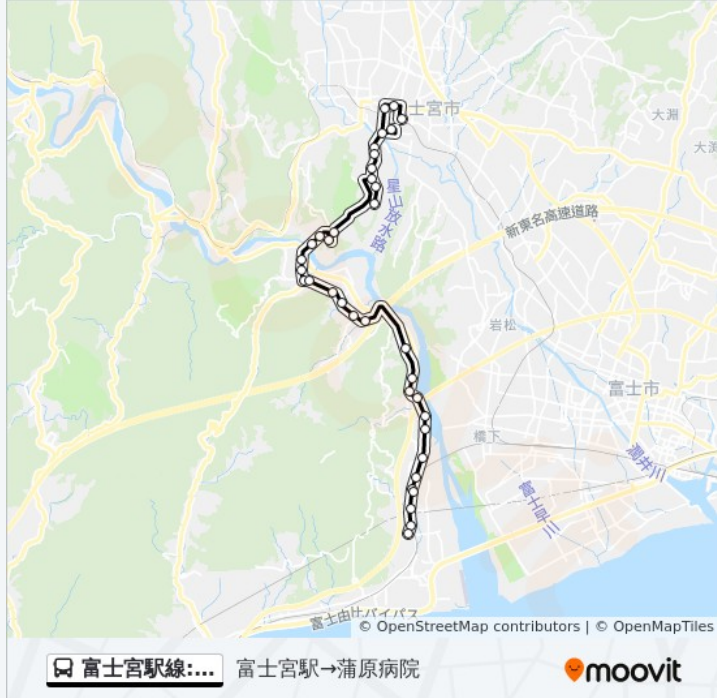 士宮市
大淵
大渕
星山放水路
新東名高速道路
岩松
富士市
橋下
潤井川
富士早川
富士由比バイパス
© OpenStreetMap contributors | © OpenMapTiles
富士宮駅線:...
富士宮駅→蒲原病院
moovit